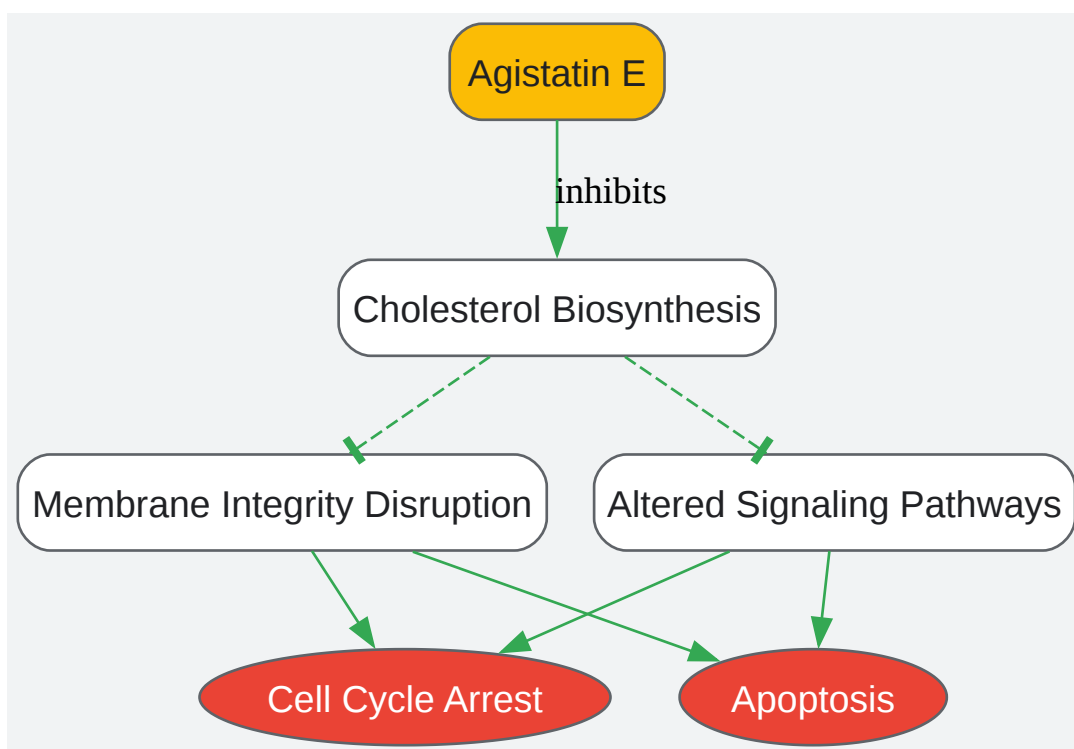 Agistatin E
inhibits
Cholesterol Biosynthesis
Membrane Integrity Disruption
Altered Signaling Pathways
Cell Cycle Arrest
Apoptosis